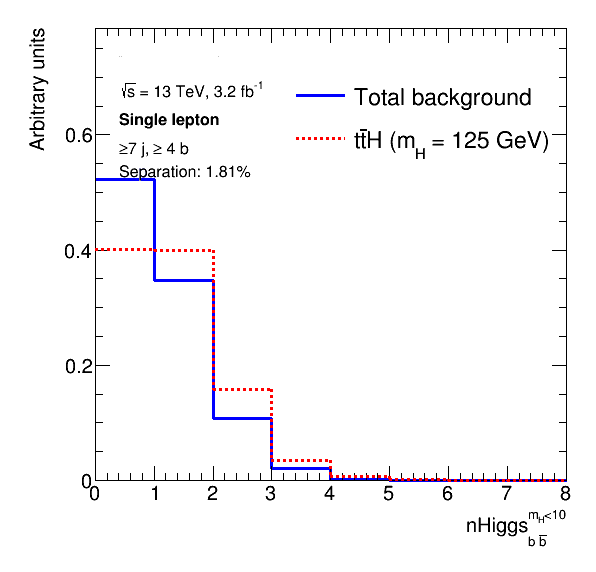 Arbitrary units
√s = 13 TeV, 3.2 fb⁻¹
Single lepton
≥7 j, ≥ 4 b
Separation: 1.81%
Total background
tt̄H (m_H = 125 GeV)
0.6
0.4
0.2
0
0 1 2 3 4 5 6 7 8
nHiggs_{b b̄}^{m_H<10}